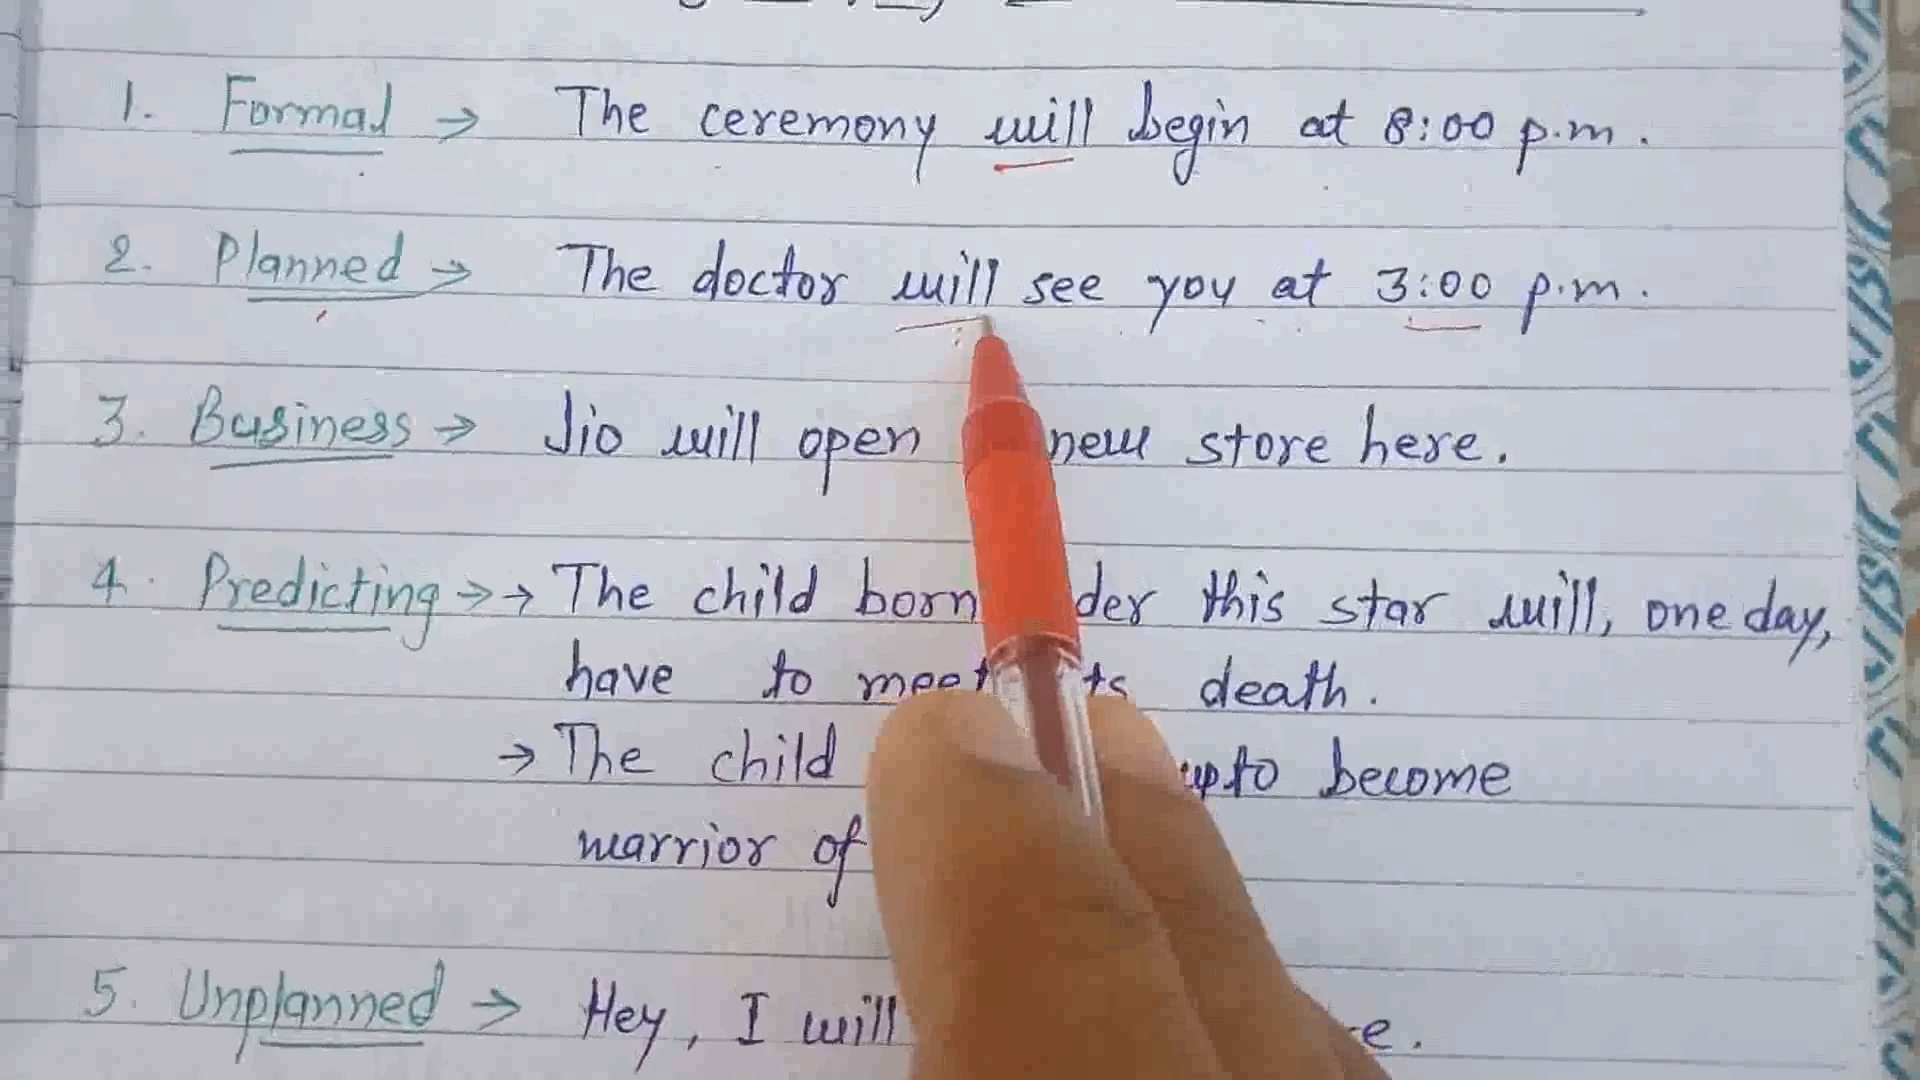 1. Formal → The ceremony will begin at 8:00 p.m.
2. Planned → The doctor will see you at 3:00 p.m.
3. Business → Jio will open new store here.
4. Predicting → → The child born this star will, one day,
have to meet death.
→ The child upto become
warrior of
5. Unplanned → Hey, I will